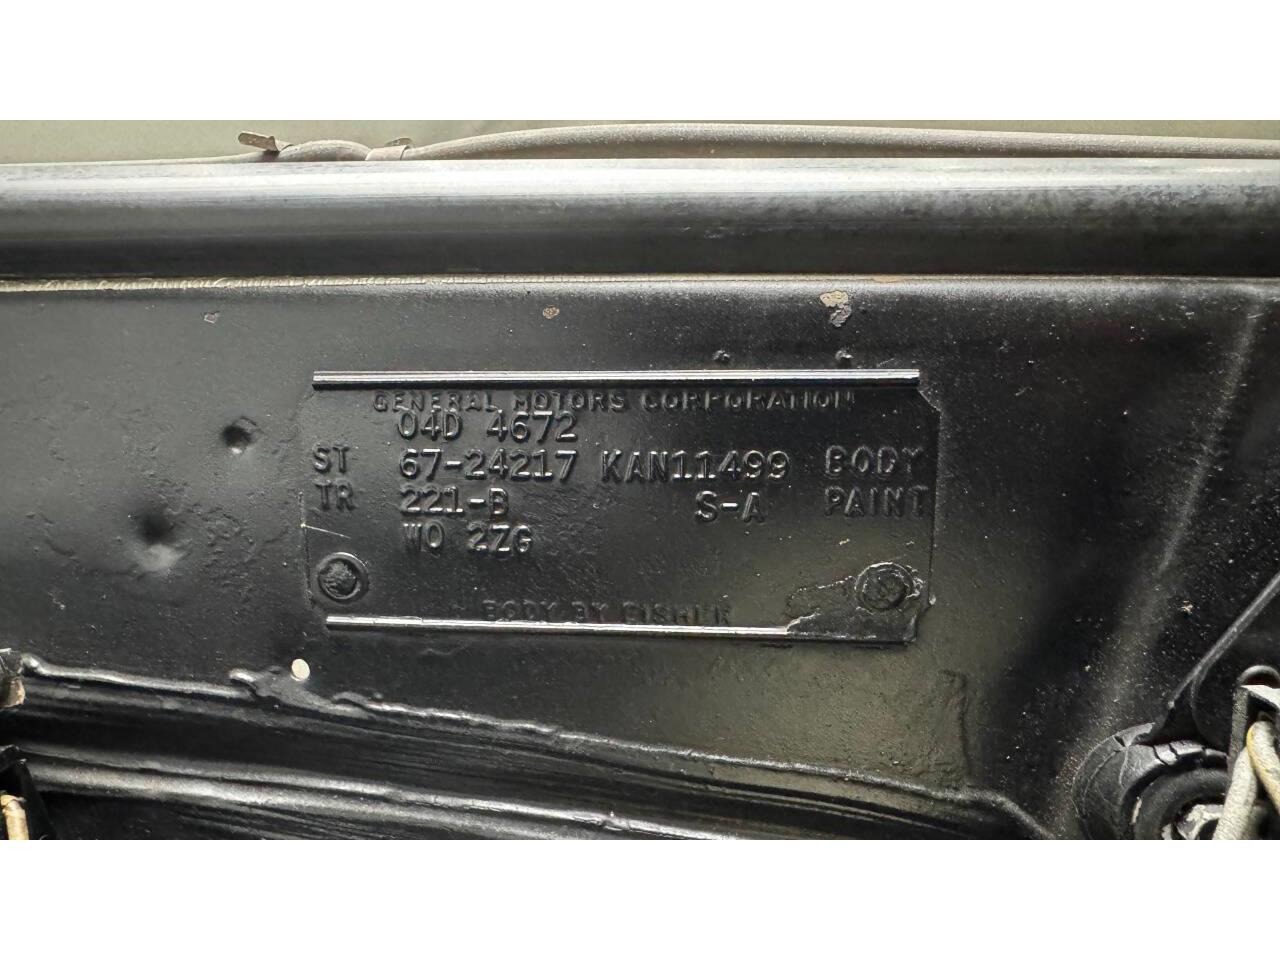 GENERAL MOTORS CORPORATION
04D 4672
ST 67-24217 KAN11499 BODY
TR 221-B S-A PAINT
WO 2ZG
BODY BY FISHER